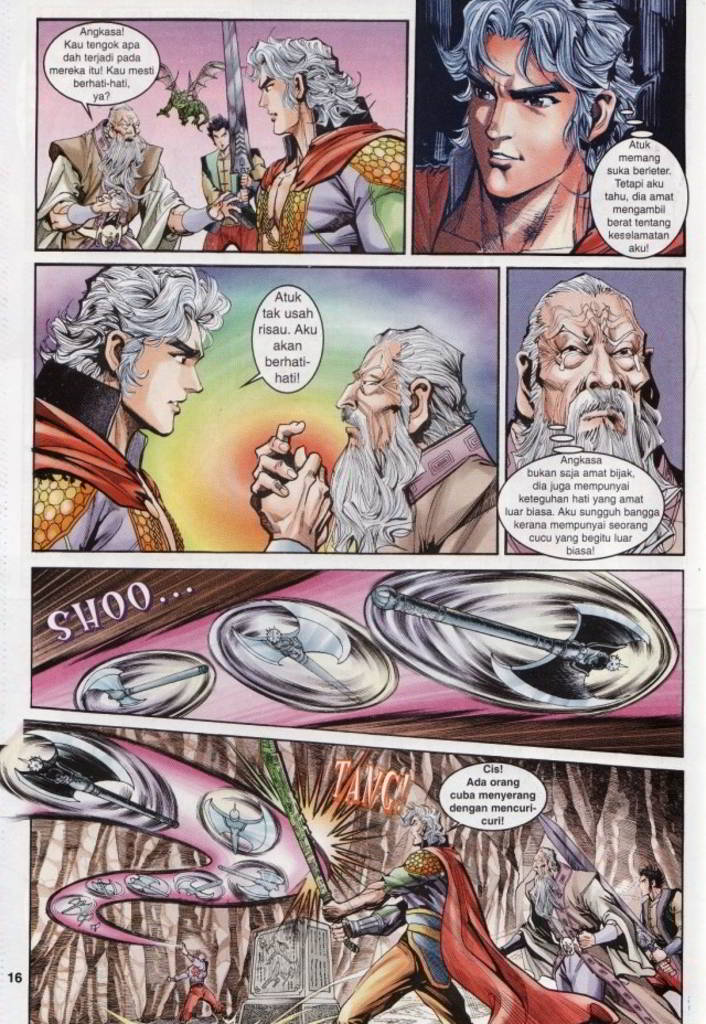 Angkasa!
Kau tengok apa
dah terjadi pada
mereka itu! Kau mesti
berhati-hati,
ya?
Atuk
memang
suka berleter.
Tetapi aku
tahu, dia amat
mengambil
berat tentang
keselamatan
aku!
Atuk
tak usah
risau. Aku
akan
berhati-
hati!
Angkasa
bukan saja amat bijak,
dia juga mempunyai
keteguhan hati yang amat
luar biasa. Aku sungguh bangga
kerana mempunyai seorang
cucu yang begitu luar
biasa!
SHOO...
TANG!
Cis!
Ada orang
cuba menyerang
dengan mencuri-
curi!
16